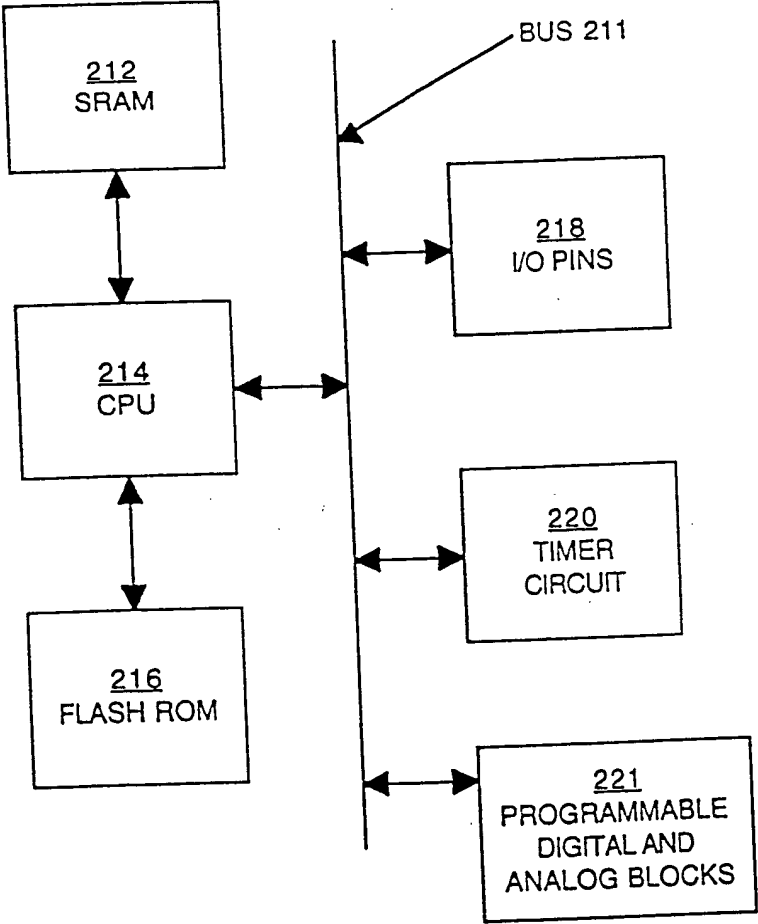 BUS 211
212
SRAM
218
I/O PINS
214
CPU
220
TIMER
CIRCUIT
216
FLASH ROM
221
PROGRAMMABLE
DIGITAL AND
ANALOG BLOCKS